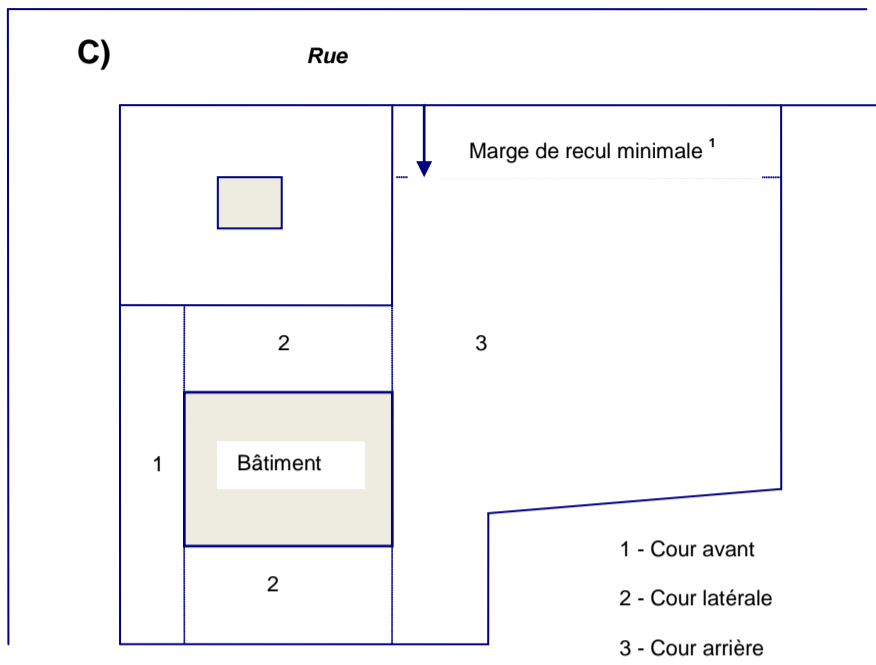 C)
Rue
Marge de recul minimale ¹
2
3
1
Bâtiment
2
1 - Cour avant
2 - Cour latérale
3 - Cour arrière